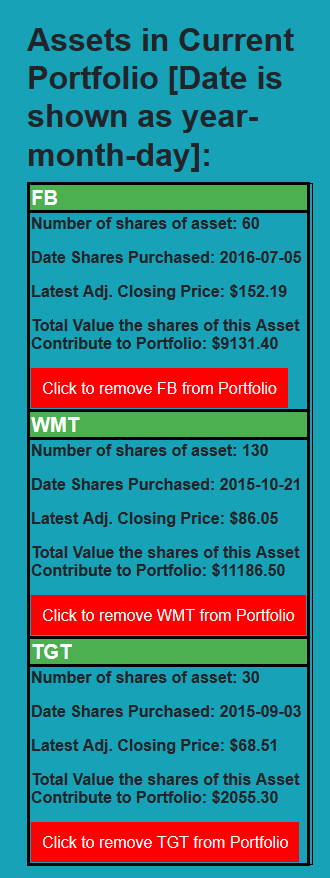 Assets in Current
Portfolio [Date is
shown as year-
month-day]:
FB
Number of shares of asset: 60
Date Shares Purchased: 2016-07-05
Latest Adj. Closing Price: $152.19
Total Value the shares of this Asset
Contribute to Portfolio: $9131.40
Click to remove FB from Portfolio
WMT
Number of shares of asset: 130
Date Shares Purchased: 2015-10-21
Latest Adj. Closing Price: $86.05
Total Value the shares of this Asset
Contribute to Portfolio: $11186.50
Click to remove WMT from Portfolio
TGT
Number of shares of asset: 30
Date Shares Purchased: 2015-09-03
Latest Adj. Closing Price: $68.51
Total Value the shares of this Asset
Contribute to Portfolio: $2055.30
Click to remove TGT from Portfolio